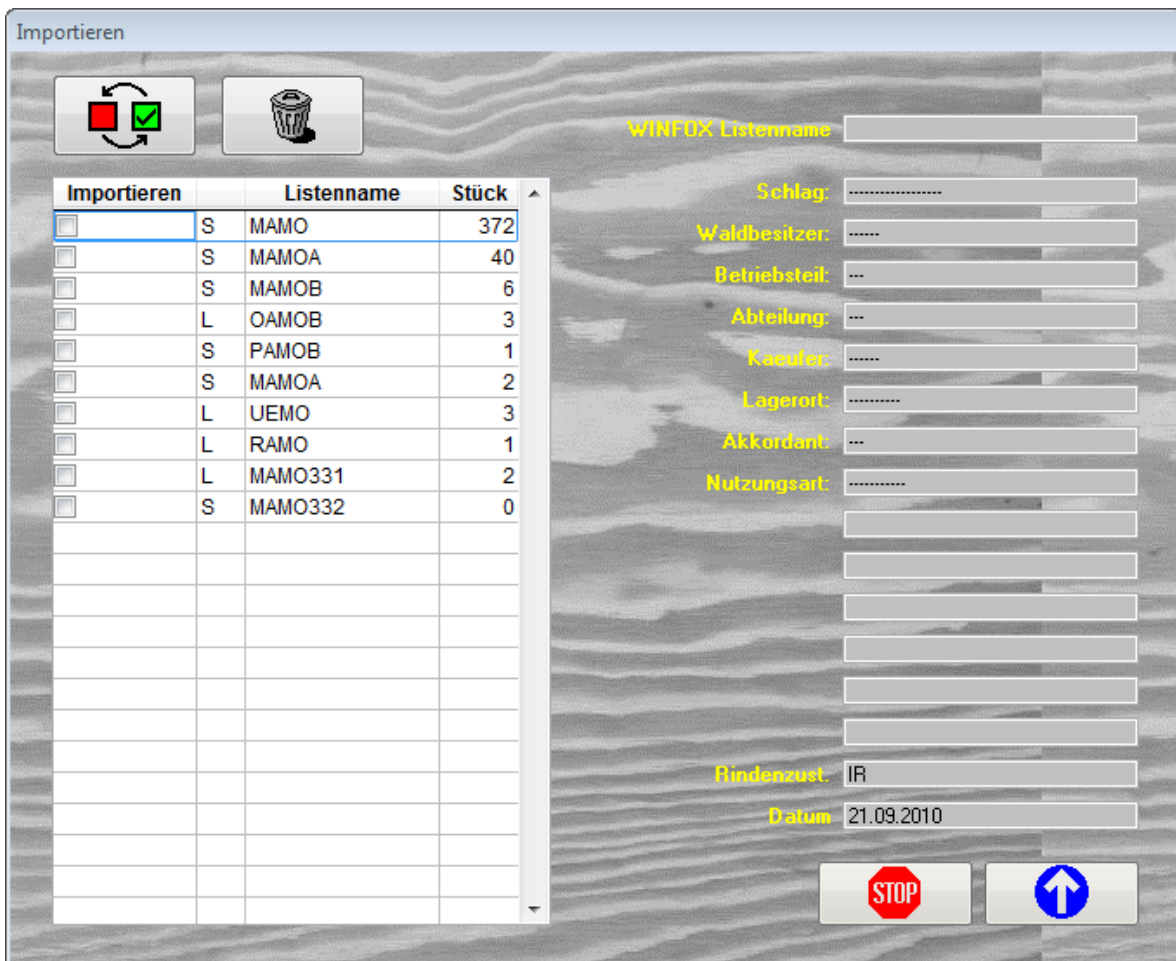 Importieren
WINFOX Listenname
Importieren Listenname Stück
S MAMO 372
S MAMOA 40
S MAMOB 6
L OAMOB 3
S PAMOB 1
S MAMOA 2
L UEMO 3
L RAMO 1
L MAMO331 2
S MAMO332 0
Schlag: -----------------
Waldbesitzer: ------
Betriebsteil: ---
Abteilung: ---
Kaeufer: ------
Lagerort: ----------
Akkordant: ---
Nutzungsart: -----------
Rindenzust. IR
Datum 21.09.2010
STOP